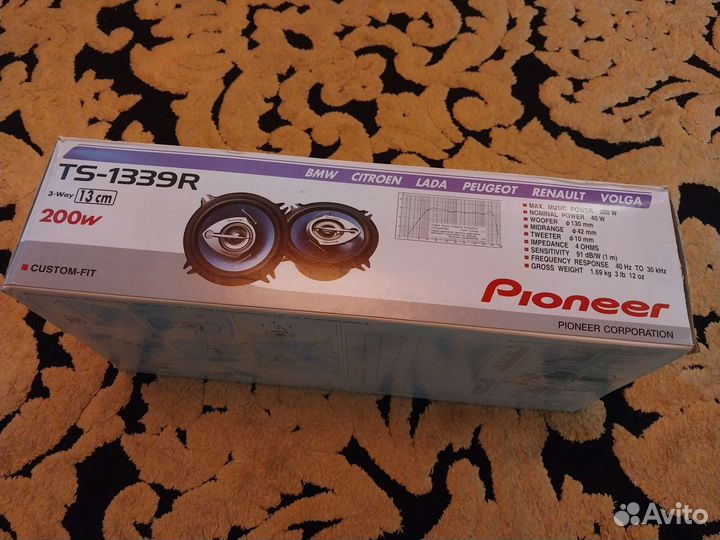 TS-1339R
3-Way 13 cm
200w
CUSTOM-FIT
BMW CITROEN LADA PEUGEOT RENAULT VOLGA
MAX. MUSIC POWER 200 W
NOMINAL POWER 40 W
WOOFER ϕ130 mm
MIDRANGE ϕ42 mm
TWEETER ϕ10 mm
IMPEDANCE 4 OHMS
SENSITIVITY 91 dB/W (1 m)
FREQUENCY RESPONSE 40 Hz TO 30 kHz
GROSS WEIGHT 1.69 kg 3 lb 12 oz
Pioneer
PIONEER CORPORATION
Avito